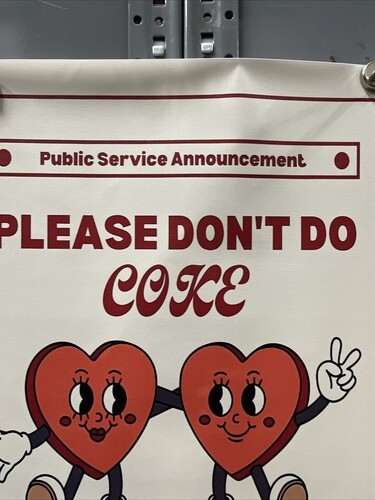 Public Service Announcement
PLEASE DON'T DO
COKE